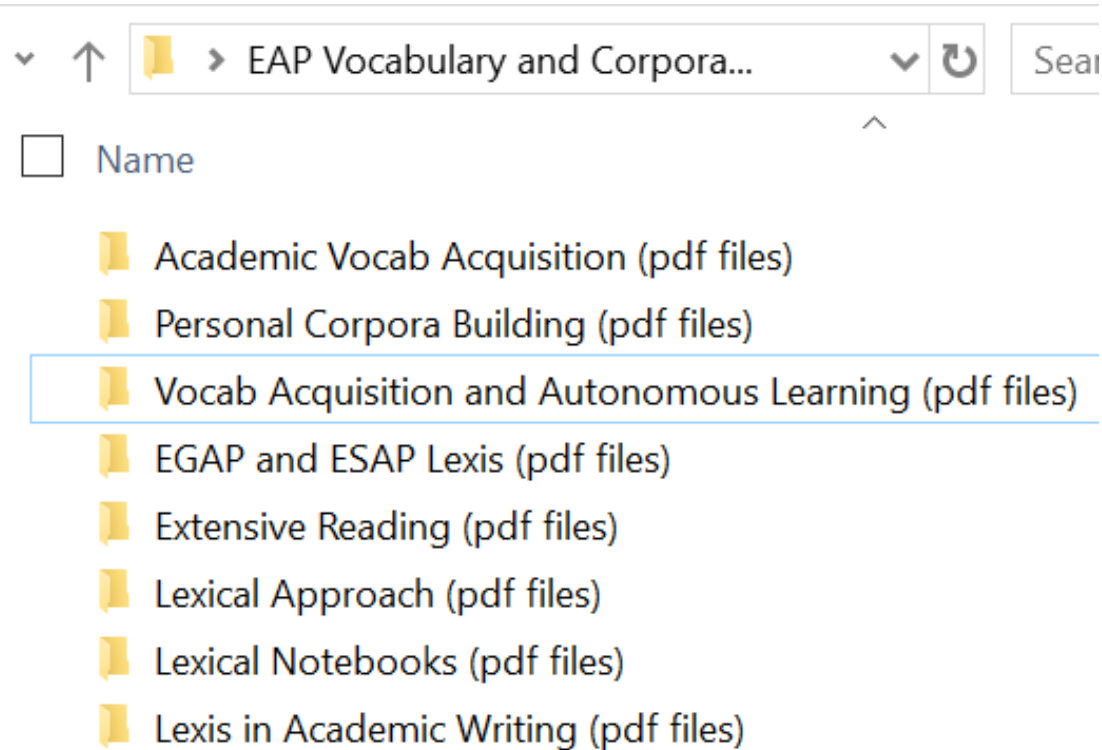 EAP Vocabulary and Corpora...
Name
Academic Vocab Acquisition (pdf files)
Personal Corpora Building (pdf files)
Vocab Acquisition and Autonomous Learning (pdf files)
EGAP and ESAP Lexis (pdf files)
Extensive Reading (pdf files)
Lexical Approach (pdf files)
Lexical Notebooks (pdf files)
Lexis in Academic Writing (pdf files)